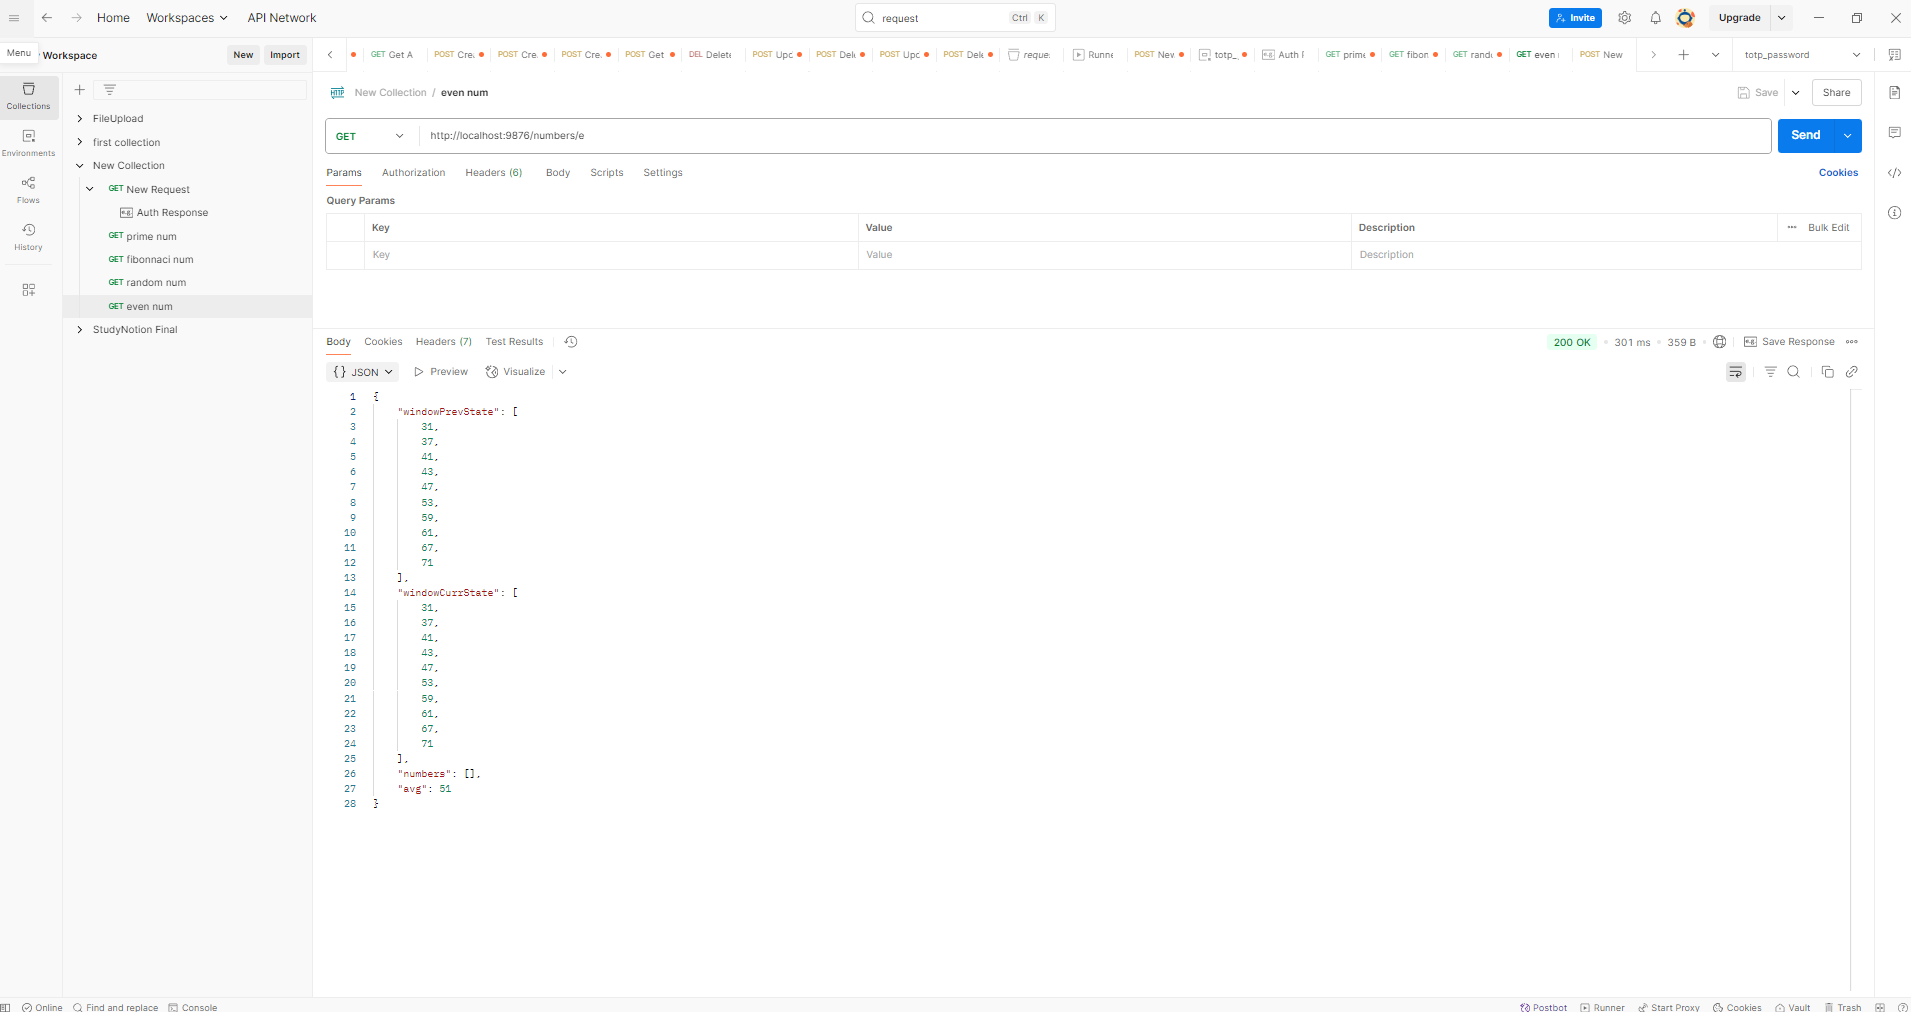 Home Workspaces API Network request Ctrl K Invite Upgrade
Menu Workspace New Import
GET Get A POST Cre. POST Cre. POST Cre. POST Get DEL Delete POST Upc POST Dele POST Upc POST Dele reque: Runne POST New totp_. Auth GET prime GET fibon GET rand GET even POST New totp_password
Collections
Environments
Flows
History
FileUpload
first collection
New Collection
GET New Request
Auth Response
GET prime num
GET fibonnaci num
GET random num
GET even num
StudyNotion Final
HTTP New Collection / even num Save Share
GET http://localhost:9876/numbers/e Send
Params Authorization Headers (6) Body Scripts Settings Cookies
Query Params
Key Value Description Bulk Edit
Key Value Description
Body Cookies Headers (7) Test Results 200 OK 301 ms 359 B Save Response
{} JSON Preview Visualize
1 {
2 "windowPrevState": [
3 31,
4 37,
5 41,
6 43,
7 47,
8 53,
9 59,
10 61,
11 67,
12 71
13 ],
14 "windowCurrState": [
15 31,
16 37,
17 41,
18 43,
19 47,
20 53,
21 59,
22 61,
23 67,
24 71
25 ],
26 "numbers": [],
27 "avg": 51
28 }
Online Find and replace Console Postbot Runner Start Proxy Cookies Vault Trash